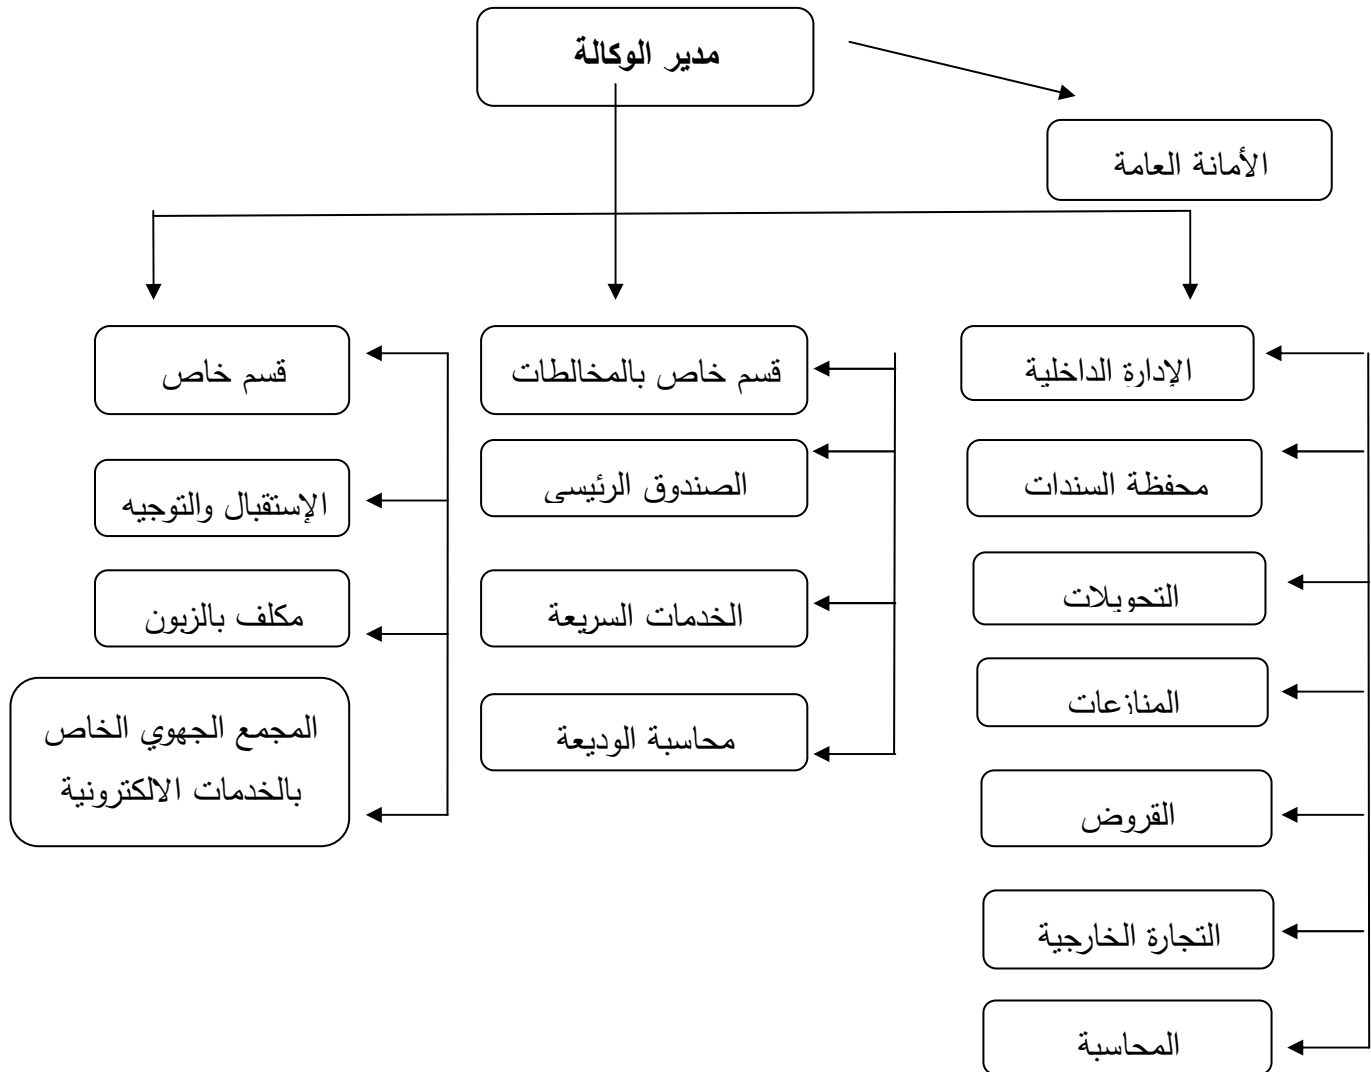 مدير الوكالة
الأمانة العامة
الإدارة الداخلية
محفظة السندات
التحويلات
المنازعات
القروض
التجارة الخارجية
المحاسبة
قسم خاص بالمخالطات
الصندوق الرئيسي
الخدمات السريعة
محاسبة الوديعة
قسم خاص
الإستقبال والتوجيه
مكلف بالزبون
المجمع الجهوي الخاص
بالخدمات الالكترونية